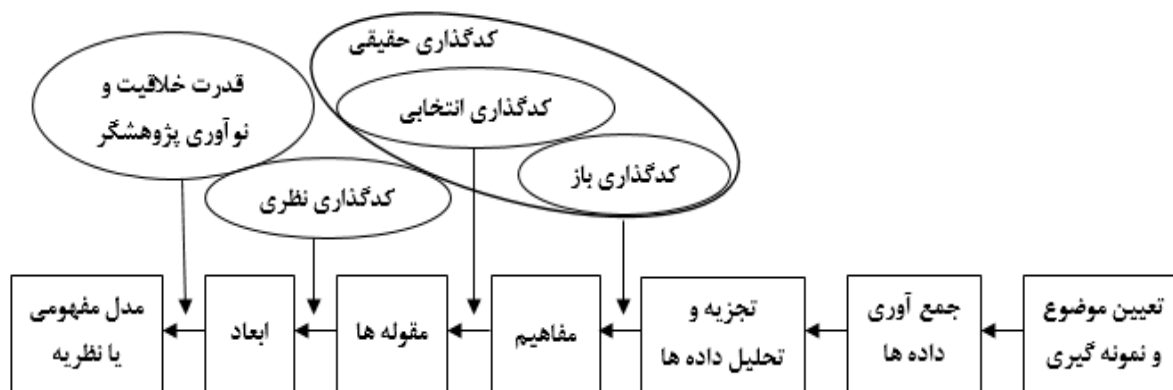 کدگذاری حقیقی
قدرت خلاقیت و
نوآوری پژوهشگر
کدگذاری انتخابی
کدگذاری باز
کدگذاری نظری
تعیین موضوع
و نمونه گیری
جمع آوری
داده ها
تجزیه و
تحلیل داده ها
مفاهیم
مقوله ها
ابعاد
مدل مفهومی
یا نظریه